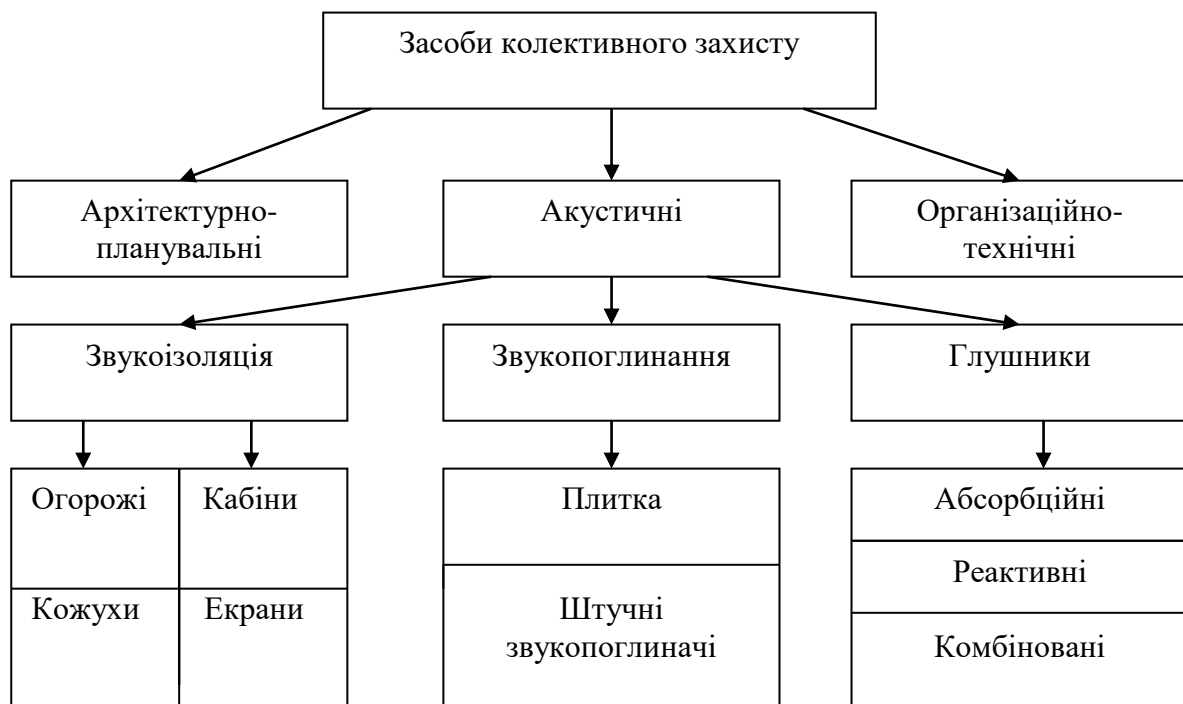 Засоби колективного захисту
Архітектурно-
планувальні
Акустичні
Організаційно-
технічні
Звукоізоляція
Звукопоглинання
Глушники
Огорожі
Кабіни
Кожухи
Екрани
Плитка
Штучні
звукопоглиначі
Абсорбційні
Реактивні
Комбіновані